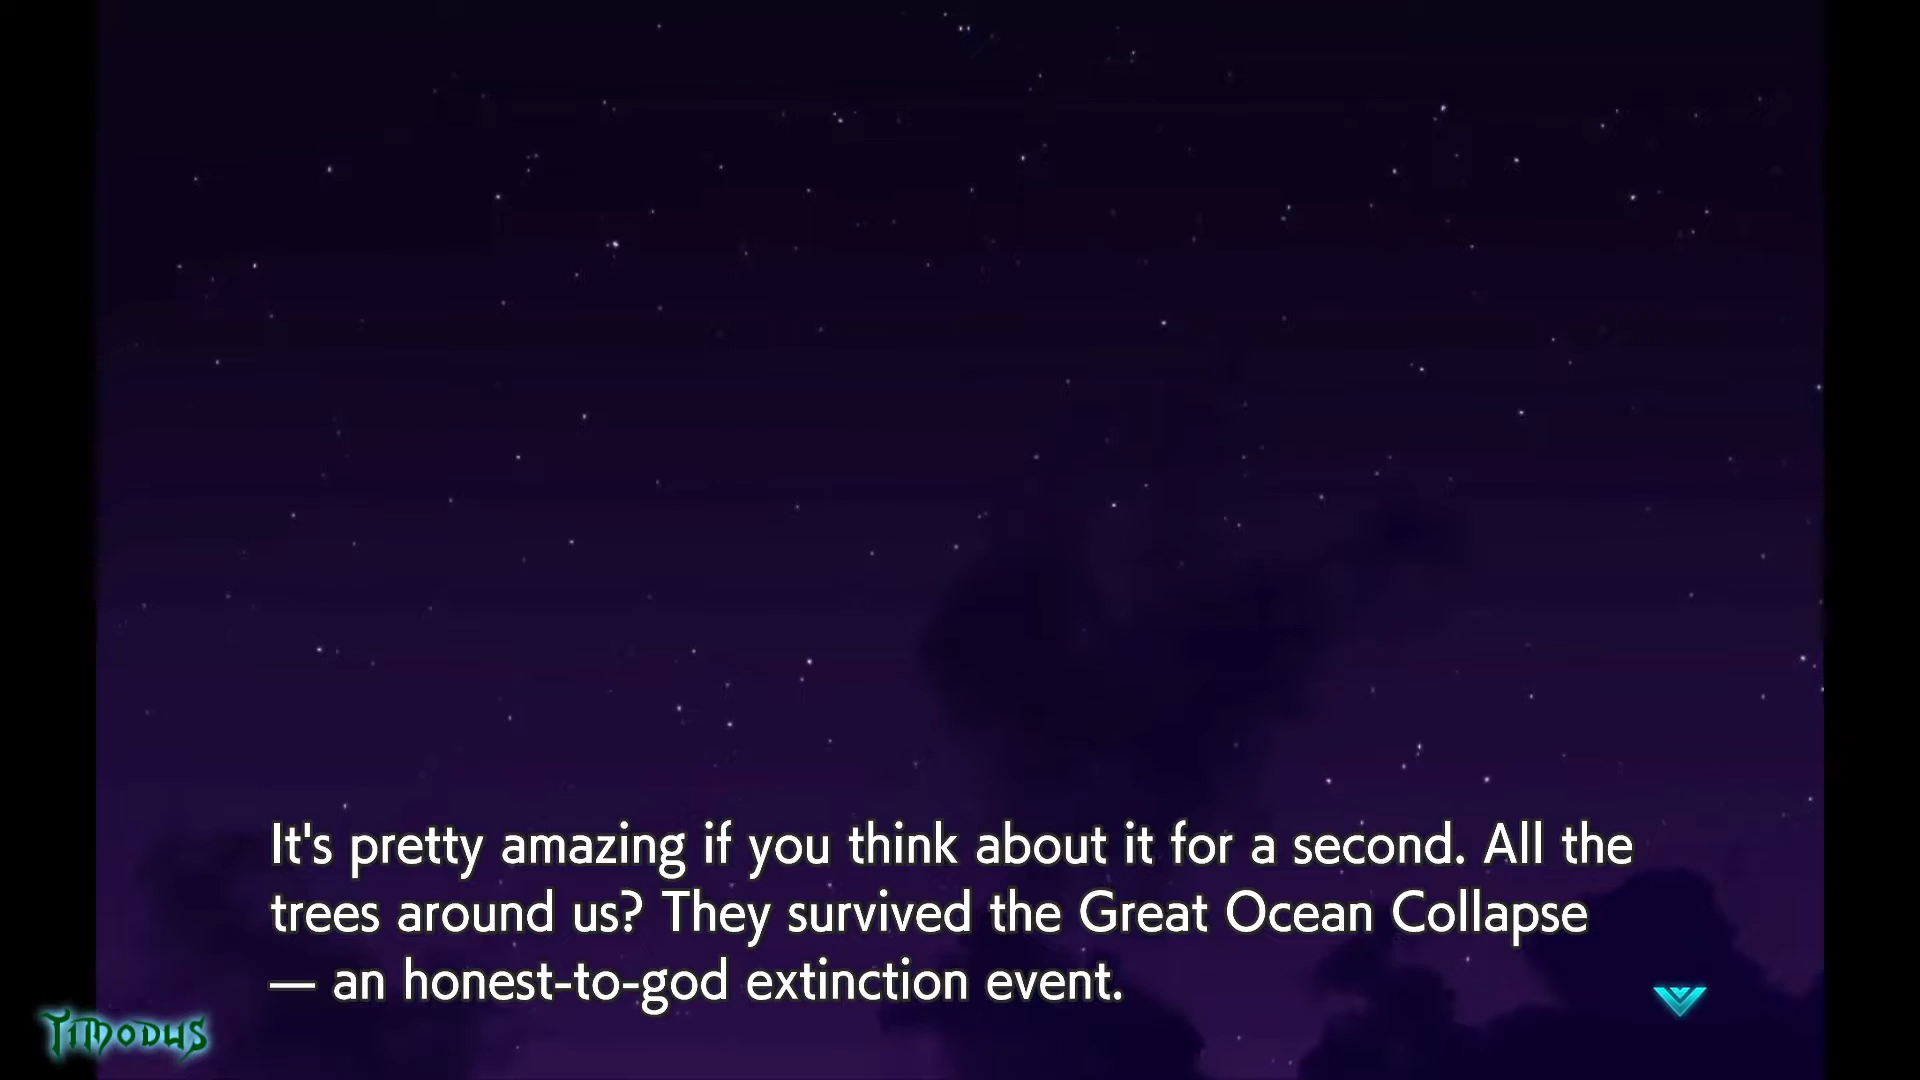 It's pretty amazing if you think about it for a second. All the
trees around us? They survived the Great Ocean Collapse
— an honest-to-god extinction event.
TIMODUS